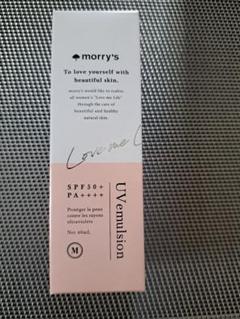 morry's
To love yourself with
beautiful skin.
morry's would like to realize,
all women's "Love me Life"
through the care of
beautiful and healthy
natural skin.
Love me L
SPF50+
PA++++
Protéger la peau
contre les rayons
ultraviolets
Net. 60mL
M
UVemulsion